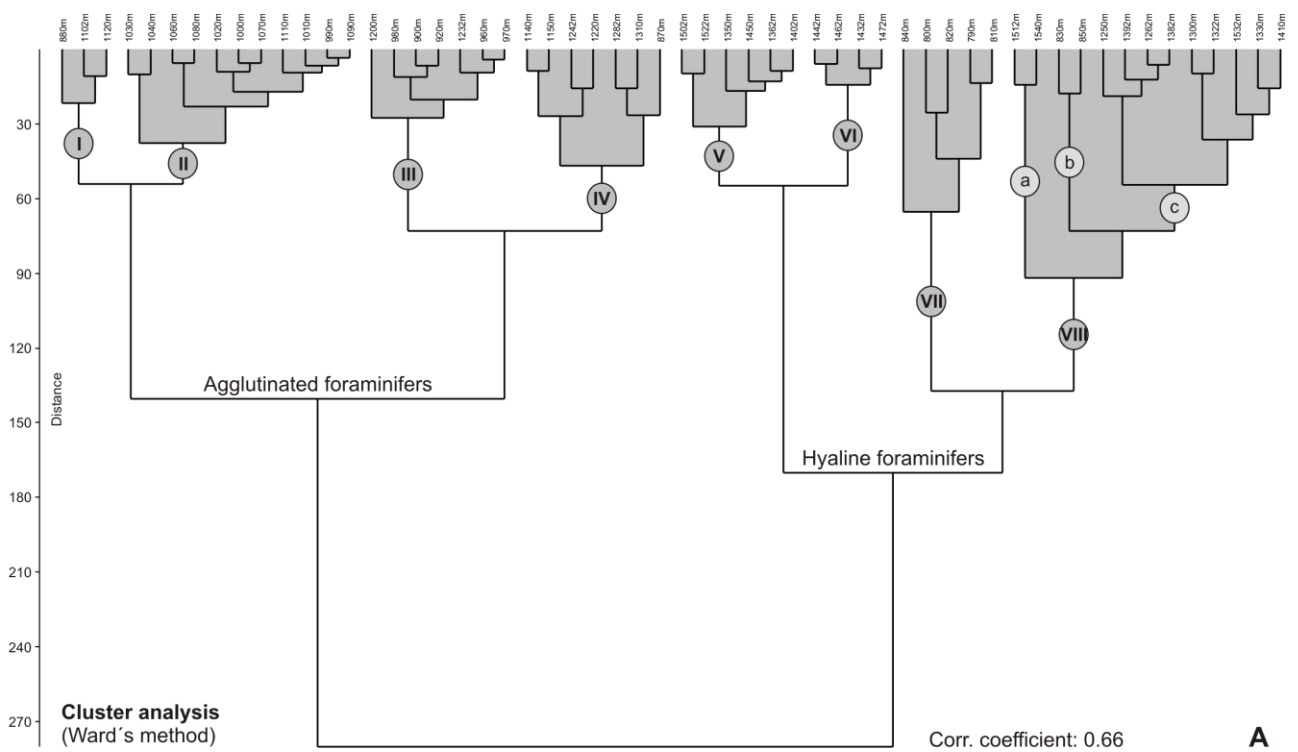 880m
1102m
1120m
1030m
1040m
1060m
1080m
1020m
1000m
1070m
1110m
1010m
990m
1090m
1200m
980m
900m
920m
1232m
960m
970m
1140m
1150m
1242m
1220m
1282m
1310m
870m
1502m
1522m
1350m
1450m
1362m
1402m
1442m
1462m
1432m
1472m
840m
800m
820m
790m
810m
1512m
1540m
830m
850m
1250m
1392m
1262m
1382m
1300m
1322m
1532m
1330m
1410m
30
60
90
120
150
180
210
240
270
Distance
I
II
III
IV
V
VI
VII
VIII
a
b
c
Agglutinated foraminifers
Hyaline foraminifers
Cluster analysis
(Ward´s method)
Corr. coefficient: 0.66
A